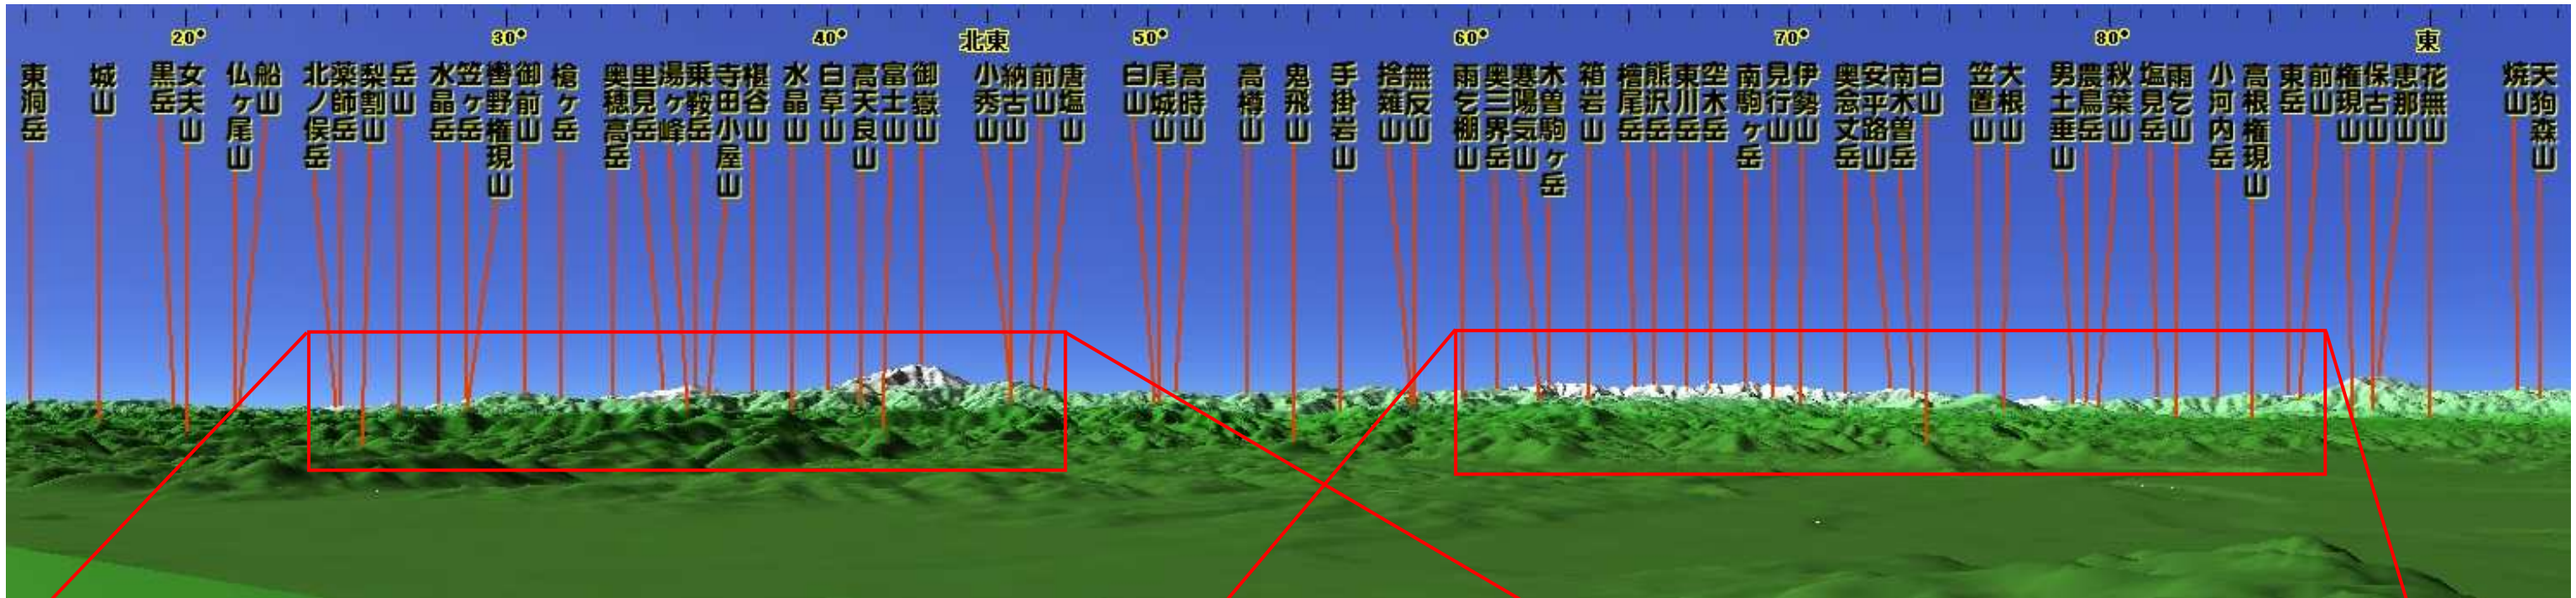 20° 30° 40° 北東 50° 60° 70° 80° 東
東洞岳
城山
黒岳
女夫山
仏ヶ尾山
船山
北ノ俣岳
薬師岳
梨割山
岳山
水晶岳
笠ヶ岳
轡野権現山
御前山
槍ヶ岳
奥穂高岳
里見岳
湯ヶ峰
乗鞍岳
寺田小屋山
椹谷山
水晶山
白草山
高天良山
富士山
御嶽山
小秀山
納古山
前山
唐塩山
白山
尾城山
高時山
高樽山
鬼飛山
手掛岩山
捨薙山
無反山
雨乞棚山
奥三界岳
寒陽気山
木曽駒ヶ岳
箱岩山
檜尾岳
熊沢岳
東川岳
空木岳
南駒ヶ岳
見行山
伊勢山
奥念丈岳
安平路山
南木曽岳
白山
笠置山
大根山
男土垂山
農鳥岳
秋葉山
塩見岳
雨乞山
小河内岳
高根権現山
東岳
前山
権現山
保古山
恵那山
花無山
焼山
天狗森山